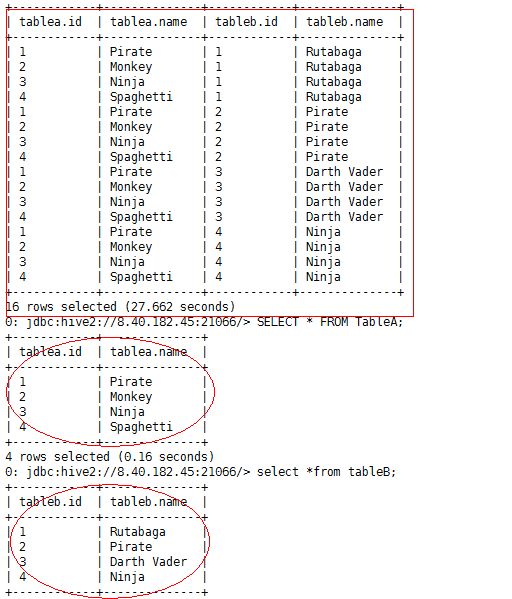 +------------+--------------+------------+--------------+
| tablea.id  | tablea.name  | tableb.id  | tableb.name  |
+------------+--------------+------------+--------------+
| 1          | Pirate       | 1          | Rutabaga     |
| 2          | Monkey       | 1          | Rutabaga     |
| 3          | Ninja        | 1          | Rutabaga     |
| 4          | Spaghetti    | 1          | Rutabaga     |
| 1          | Pirate       | 2          | Pirate       |
| 2          | Monkey       | 2          | Pirate       |
| 3          | Ninja        | 2          | Pirate       |
| 4          | Spaghetti    | 2          | Pirate       |
| 1          | Pirate       | 3          | Darth Vader  |
| 2          | Monkey       | 3          | Darth Vader  |
| 3          | Ninja        | 3          | Darth Vader  |
| 4          | Spaghetti    | 3          | Darth Vader  |
| 1          | Pirate       | 4          | Ninja        |
| 2          | Monkey       | 4          | Ninja        |
| 3          | Ninja        | 4          | Ninja        |
| 4          | Spaghetti    | 4          | Ninja        |
+------------+--------------+------------+--------------+
16 rows selected (27.662 seconds)
0: jdbc:hive2://8.40.182.45:21066/> SELECT * FROM TableA;
+------------+--------------+
| tablea.id  | tablea.name  |
+------------+--------------+
| 1          | Pirate       |
| 2          | Monkey       |
| 3          | Ninja        |
| 4          | Spaghetti    |
+------------+--------------+
4 rows selected (0.16 seconds)
0: jdbc:hive2://8.40.182.45:21066/> select *from tableB;
+------------+--------------+
| tableb.id  | tableb.name  |
+------------+--------------+
| 1          | Rutabaga     |
| 2          | Pirate       |
| 3          | Darth Vader  |
| 4          | Ninja        |
+------------+--------------+